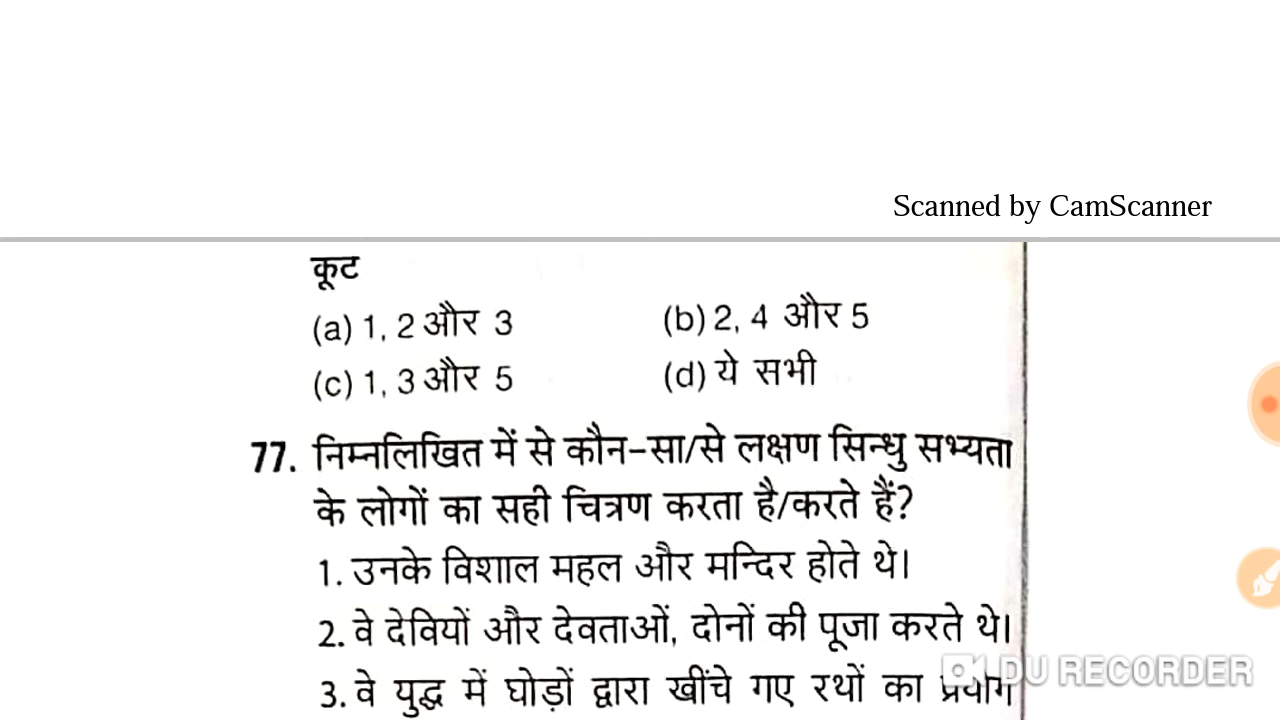 Scanned by CamScanner
कूट
(a) 1, 2 और 3 (b) 2, 4 और 5
(c) 1, 3 और 5 (d) ये सभी
77. निम्नलिखित में से कौन-सा/से लक्षण सिन्धु सभ्यता
के लोगों का सही चित्रण करता है/करते हैं?
1. उनके विशाल महल और मन्दिर होते थे।
2. वे देवियों और देवताओं, दोनों की पूजा करते थे।
3. वे युद्ध में घोड़ों द्वारा खींचे गए रथों का प्रयोग
DU RECORDER